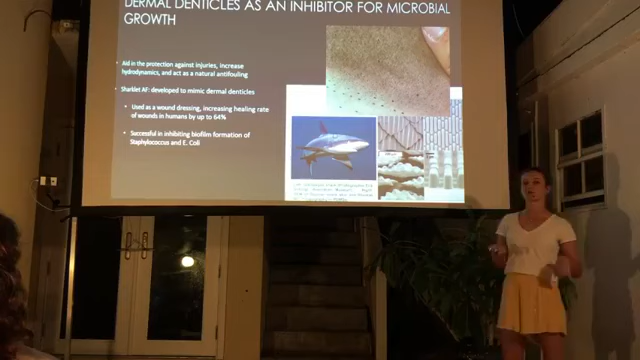 DERMAL DENTICLES AS AN INHIBITOR FOR MICROBIAL
GROWTH
Aid in the protection against injuries, increase
hydrodynamics, and act as a natural antifouling
Sharklet AF: developed to mimic dermal denticles
Used as a wound dressing, increasing healing rate
of wounds in humans by up to 64%
Successful in inhibiting biofilm formation of
Staphylococcus and E. Coli